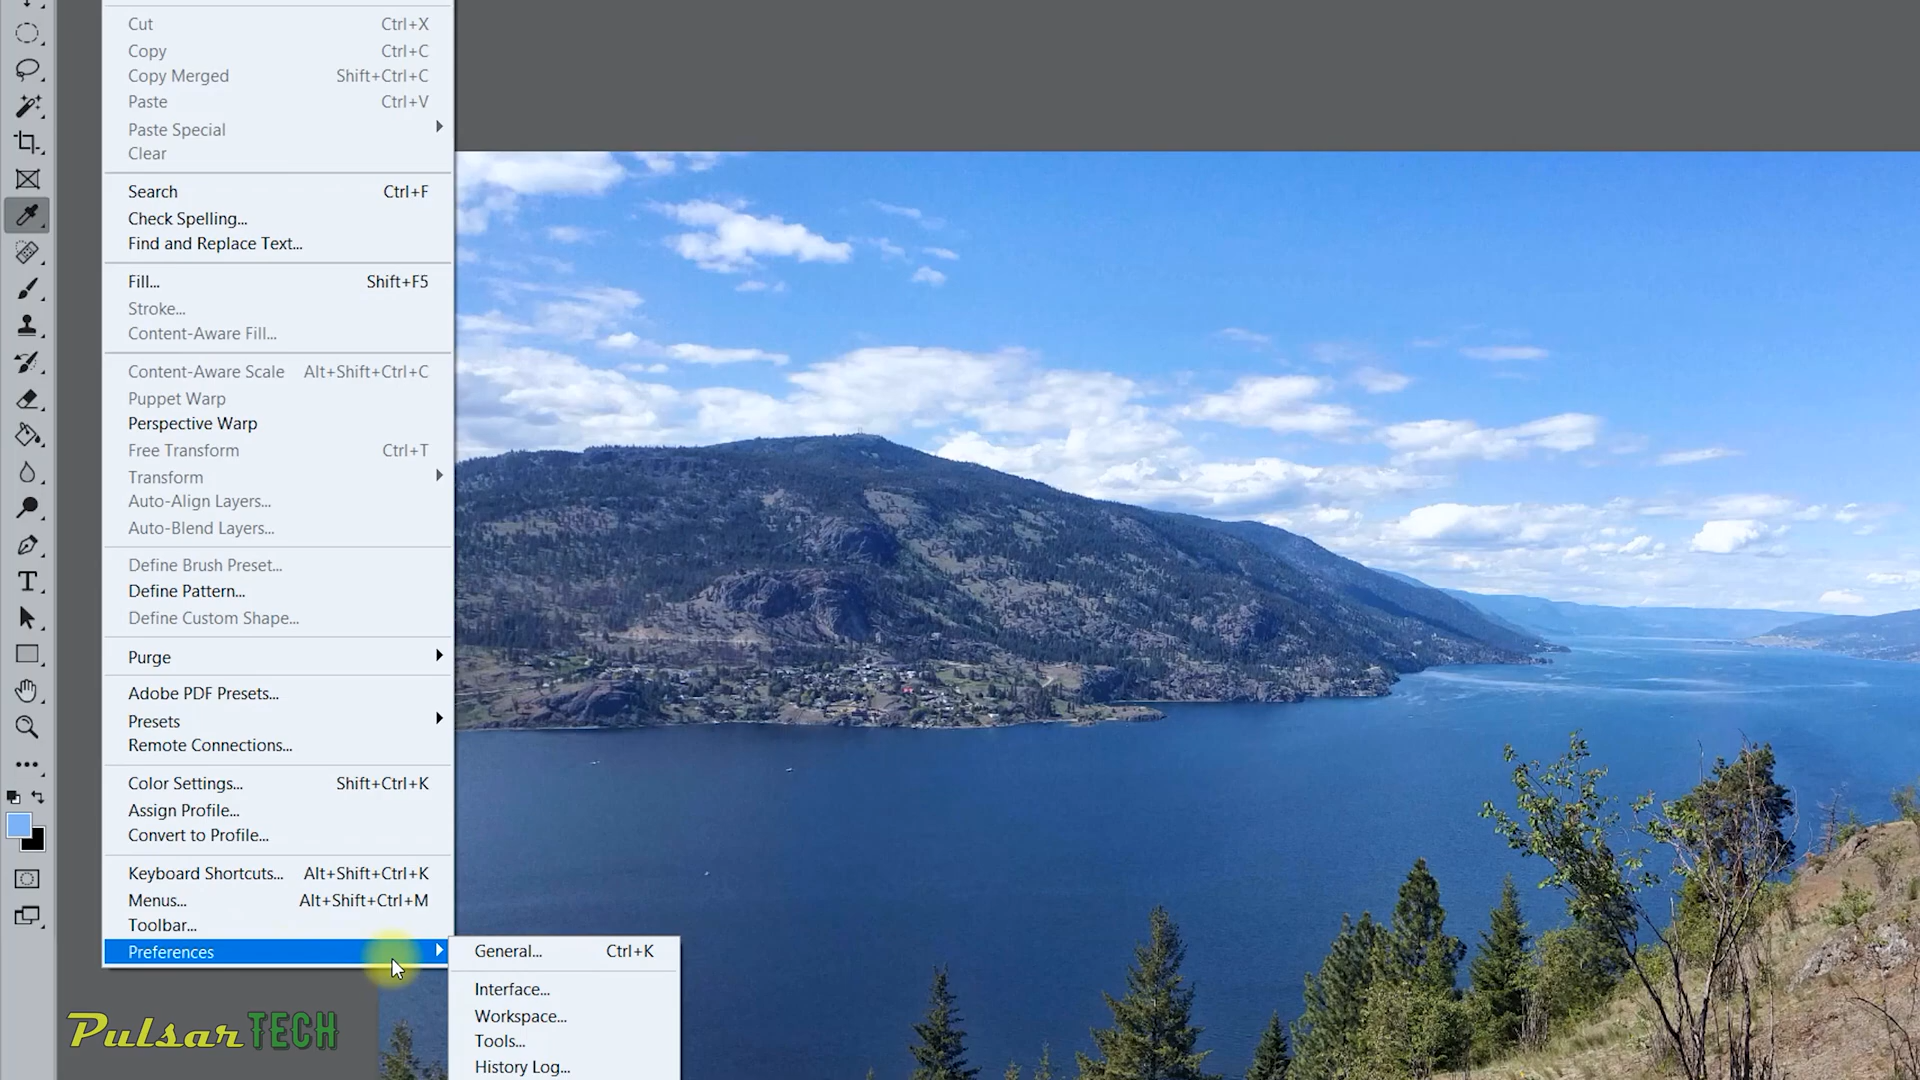 Cut Ctrl+X
Copy Ctrl+C
Copy Merged Shift+Ctrl+C
Paste Ctrl+V
Paste Special
Clear
Search Ctrl+F
Check Spelling...
Find and Replace Text...
Fill... Shift+F5
Stroke...
Content-Aware Fill...
Content-Aware Scale Alt+Shift+Ctrl+C
Puppet Warp
Perspective Warp
Free Transform Ctrl+T
Transform
Auto-Align Layers...
Auto-Blend Layers...
Define Brush Preset...
Define Pattern...
Define Custom Shape...
Purge
Adobe PDF Presets...
Presets
Remote Connections...
Color Settings... Shift+Ctrl+K
Assign Profile...
Convert to Profile...
Keyboard Shortcuts... Alt+Shift+Ctrl+K
Menus... Alt+Shift+Ctrl+M
Toolbar...
Preferences
General... Ctrl+K
Interface...
Workspace...
Tools...
History Log...
Pulsar TECH